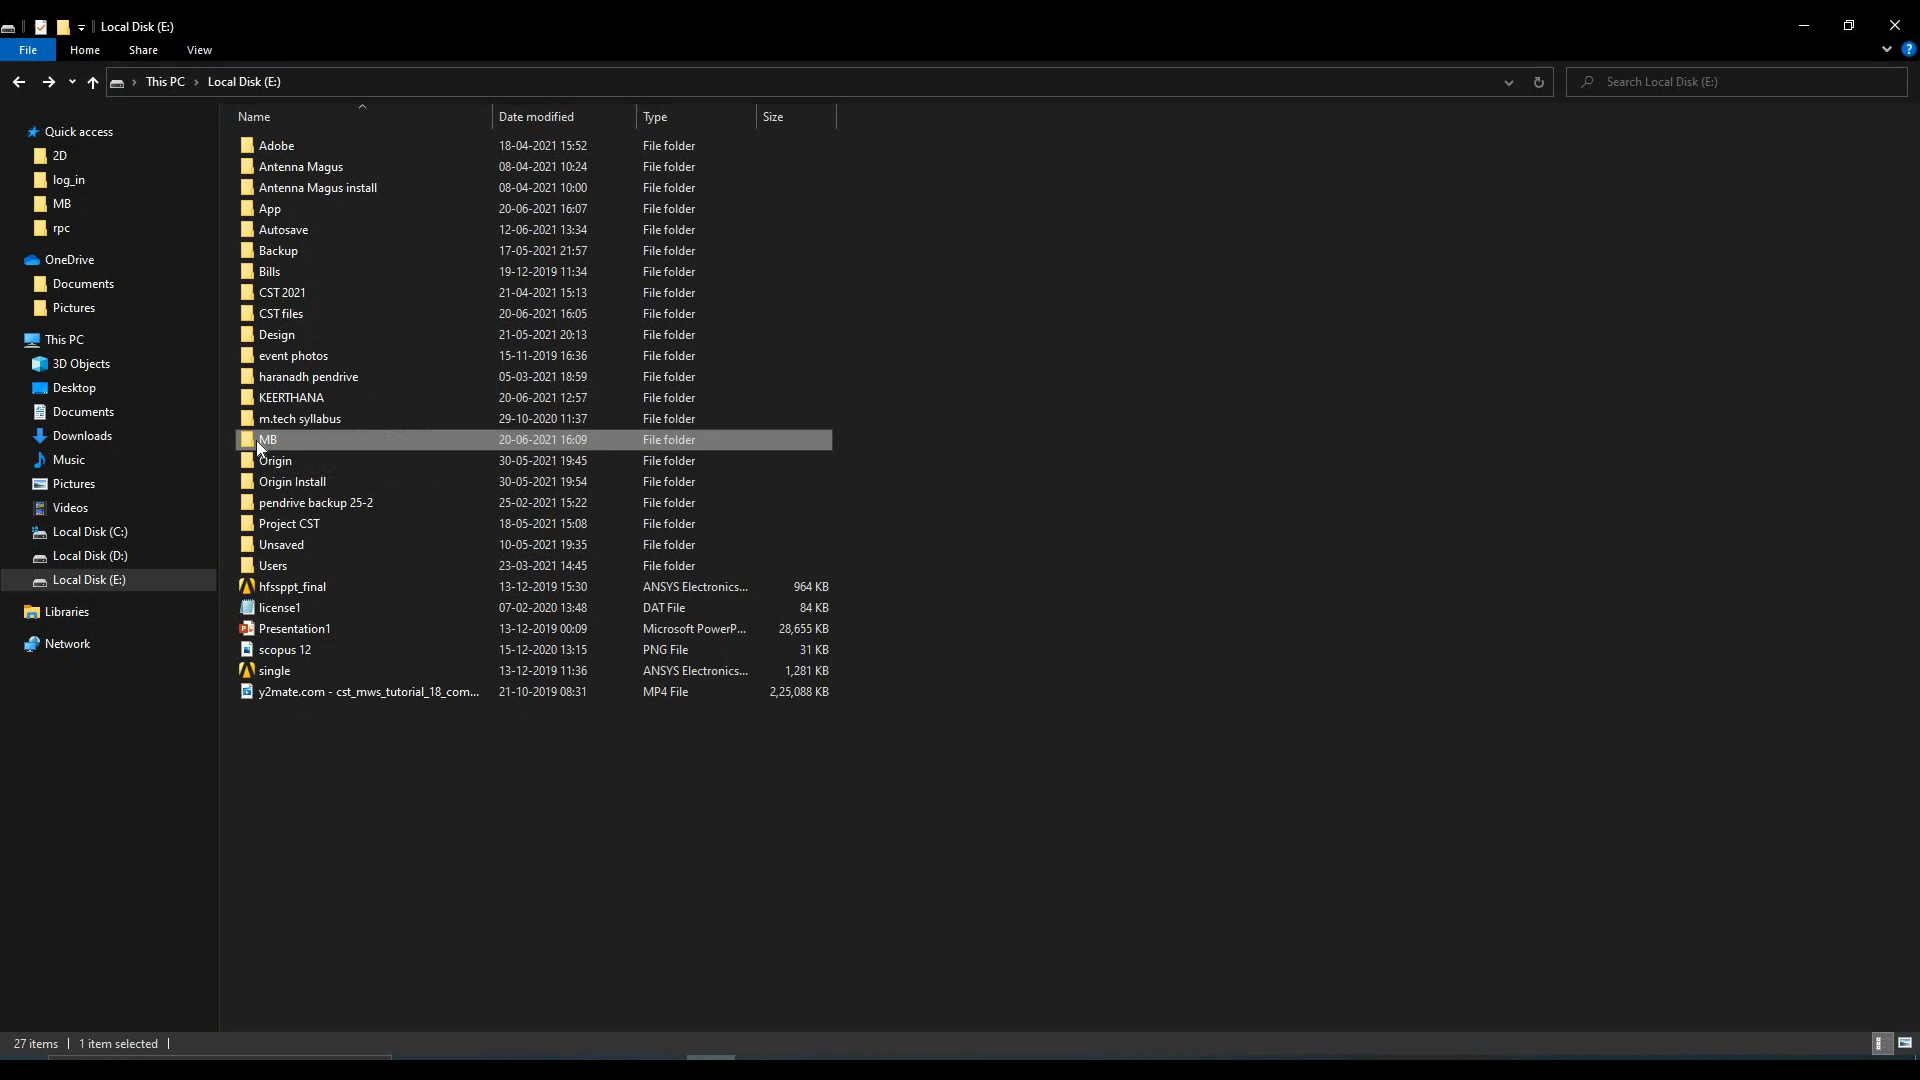 Local Disk (E:)
File Home Share View
This PC Local Disk (E:)
Search Local Disk (E:)
Quick access
2D
log_in
MB
rpc
OneDrive
Documents
Pictures
This PC
3D Objects
Desktop
Documents
Downloads
Music
Pictures
Videos
Local Disk (C:)
Local Disk (D:)
Local Disk (E:)
Libraries
Network
Name Date modified Type Size
Adobe 18-04-2021 15:52 File folder
Antenna Magus 08-04-2021 10:24 File folder
Antenna Magus install 08-04-2021 10:00 File folder
App 20-06-2021 16:07 File folder
Autosave 12-06-2021 13:34 File folder
Backup 17-05-2021 21:57 File folder
Bills 19-12-2019 11:34 File folder
CST 2021 21-04-2021 15:13 File folder
CST files 20-06-2021 16:05 File folder
Design 21-05-2021 20:13 File folder
event photos 15-11-2019 16:36 File folder
haranadh pendrive 05-03-2021 18:59 File folder
KEERTHANA 20-06-2021 12:57 File folder
m.tech syllabus 29-10-2020 11:37 File folder
MB 20-06-2021 16:09 File folder
Origin 30-05-2021 19:45 File folder
Origin Install 30-05-2021 19:54 File folder
pendrive backup 25-2 25-02-2021 15:22 File folder
Project CST 18-05-2021 15:08 File folder
Unsaved 10-05-2021 19:35 File folder
Users 23-03-2021 14:45 File folder
hfssppt_final 13-12-2019 15:30 ANSYS Electronics... 964 KB
license1 07-02-2020 13:48 DAT File 84 KB
Presentation1 13-12-2019 00:09 Microsoft PowerP... 28,655 KB
scopus 12 15-12-2020 13:15 PNG File 31 KB
single 13-12-2019 11:36 ANSYS Electronics... 1,281 KB
y2mate.com - cst_mws_tutorial_18_com... 21-10-2019 08:31 MP4 File 2,25,088 KB
27 items 1 item selected